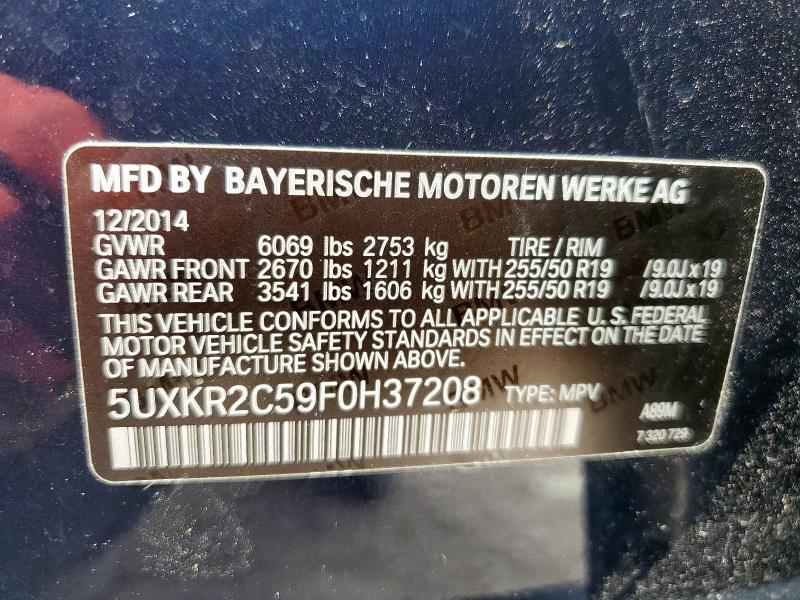 MFD BY BAYERISCHE MOTOREN WERKE AG
12/2014
GVWR 6069 lbs 2753 kg TIRE / RIM
GAWR FRONT 2670 lbs 1211 kg WITH 255/50 R19 /9.0J x 19
GAWR REAR 3541 lbs 1606 kg WITH 255/50 R19 /9.0J x 19
THIS VEHICLE CONFORMS TO ALL APPLICABLE U.S. FEDERAL
MOTOR VEHICLE SAFETY STANDARDS IN EFFECT ON THE DATE
OF MANUFACTURE SHOWN ABOVE.
5UXKR2C59F0H37208 TYPE: MPV A89M
7 320 729